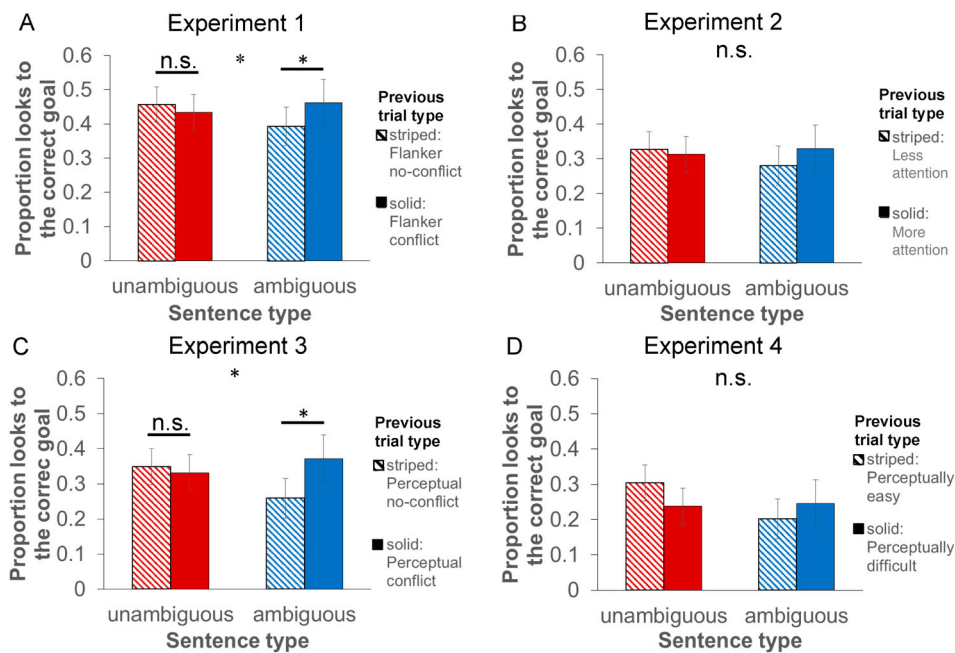 A
Experiment 1
Proportion looks to
the correct goal
0.6
0.5
0.4
0.3
0.2
0.1
0
n.s.
*
*
unambiguous
ambiguous
Sentence type
Previous
trial type
striped:
Flanker
no-conflict
solid:
Flanker
conflict
B
Experiment 2
n.s.
Proportion looks to
the correct goal
0.6
0.5
0.4
0.3
0.2
0.1
0
unambiguous
ambiguous
Sentence type
Previous
trial type
striped:
Less
attention
solid:
More
attention
C
Experiment 3
*
Proportion looks to
the correc goal
0.6
0.5
0.4
0.3
0.2
0.1
0
n.s.
*
unambiguous
ambiguous
Sentence type
Previous
trial type
striped:
Perceptual
no-conflict
solid:
Perceptual
conflict
D
Experiment 4
n.s.
Proportion looks to
the correct goal
0.6
0.5
0.4
0.3
0.2
0.1
0
unambiguous
ambiguous
Sentence type
Previous
trial type
striped:
Perceptually
easy
solid:
Perceptually
difficult